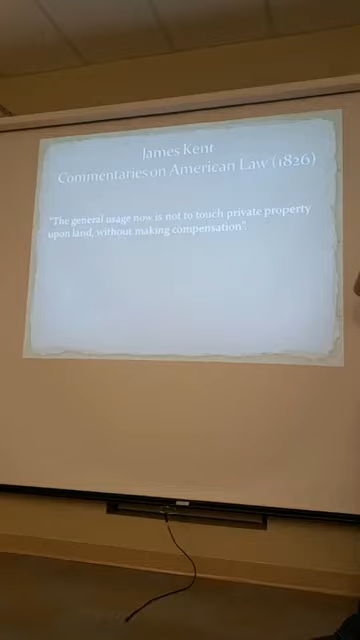 James Kent
Commentaries on American Law (1826)
"The general usage now is not to touch private property
upon land, without making compensation".